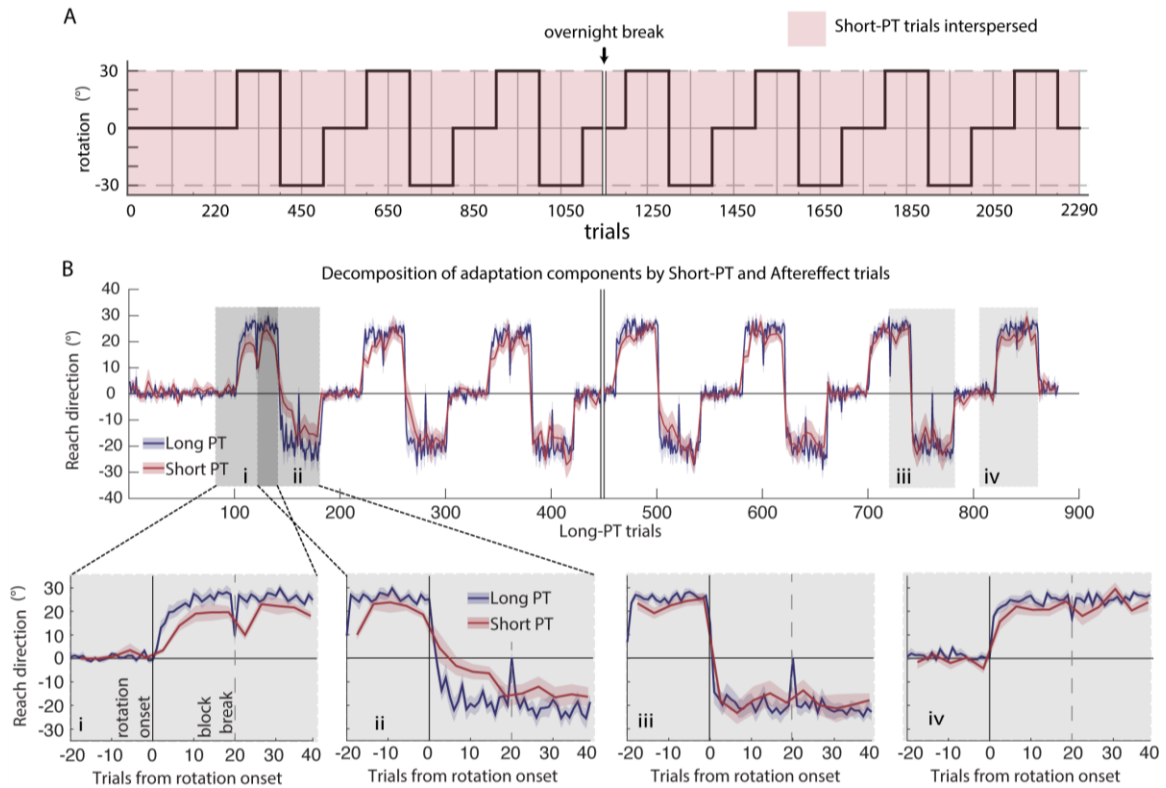 A
overnight break
Short-PT trials interspersed
rotation (°)
30
0
-30
0 220 450 650 850 1050 1250 1450 1650 1850 2050 2290
trials
B
Decomposition of adaptation components by Short-PT and Aftereffect trials
Reach direction (°)
40
30
20
10
0
-10
-20
-30
-40
Long PT
Short PT
i ii iii iv
100 200 300 400 500 600 700 800 900
Long-PT trials
Reach direction (°)
30
20
10
0
-10
-20
-30
rotation
onset
block
break
i
-20 -10 0 10 20 30 40
Trials from rotation onset
Long PT
Short PT
ii
-20 -10 0 10 20 30 40
Trials from rotation onset
iii
-20 -10 0 10 20 30 40
Trials from rotation onset
iv
-20 -10 0 10 20 30 40
Trials from rotation onset